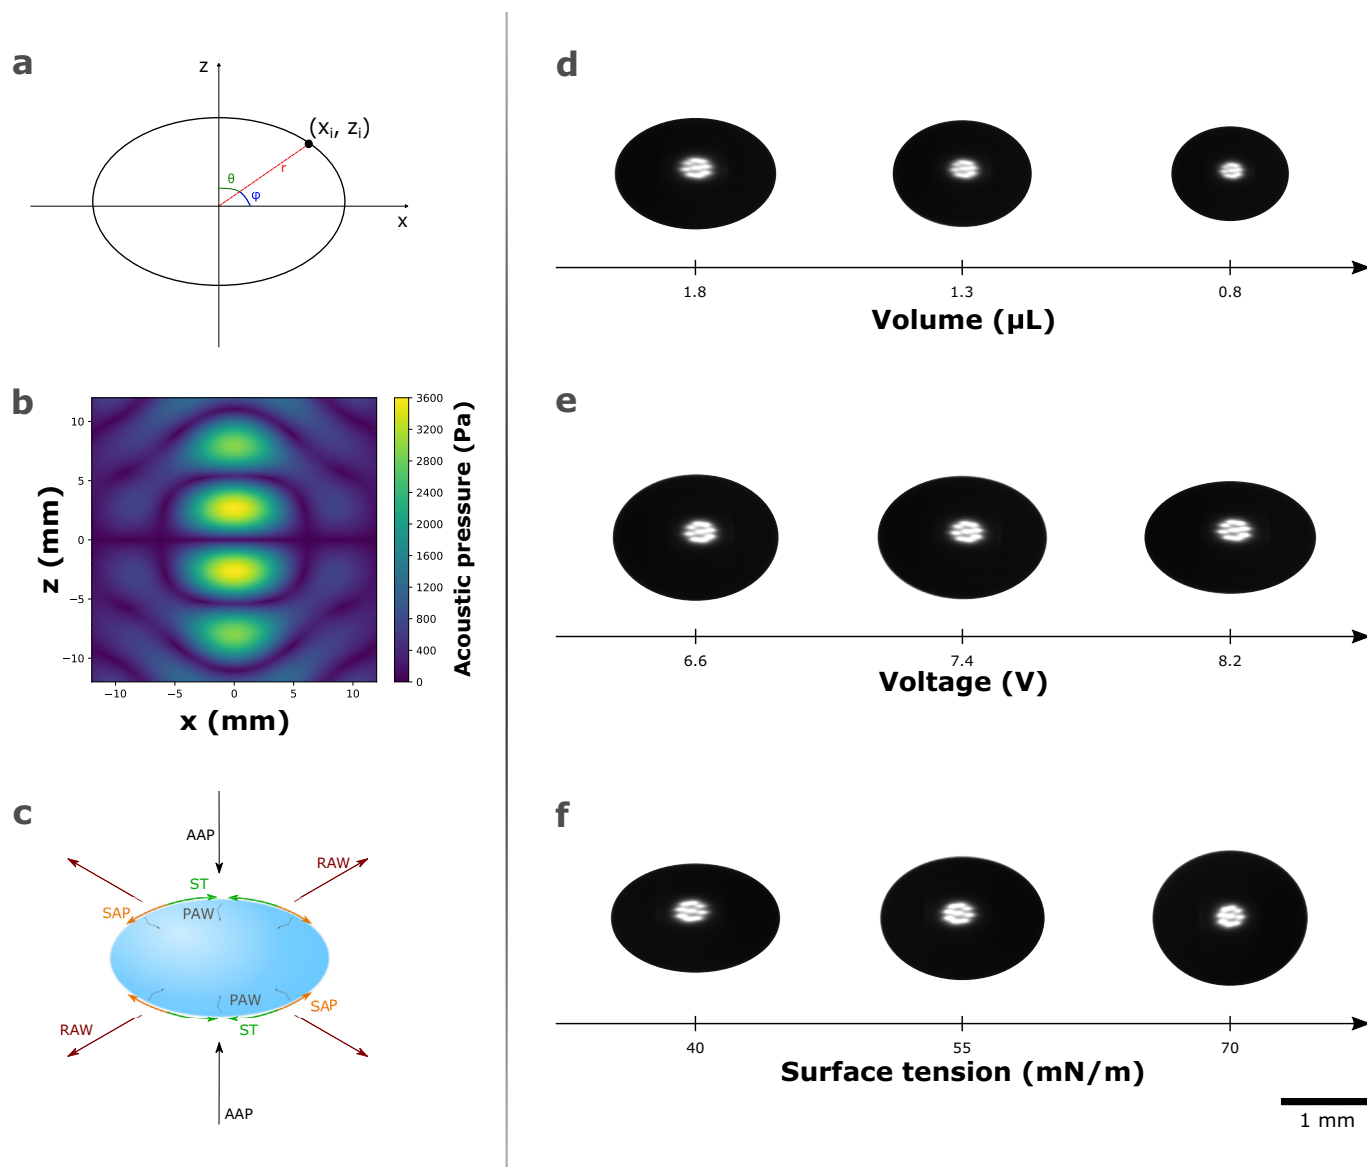 a
z
(xᵢ, zᵢ)
θ
r
φ
x
b
10
5
0
−5
−10
−10
−5
0
5
10
z (mm)
x (mm)
3600
3200
2800
2400
2000
1600
1200
800
400
0
Acoustic pressure (Pa)
c
AAP
RAW
ST
SAP
PAW
PAW
SAP
RAW
ST
AAP
d
1.8
1.3
0.8
Volume (µL)
e
6.6
7.4
8.2
Voltage (V)
f
40
55
70
Surface tension (mN/m)
1 mm